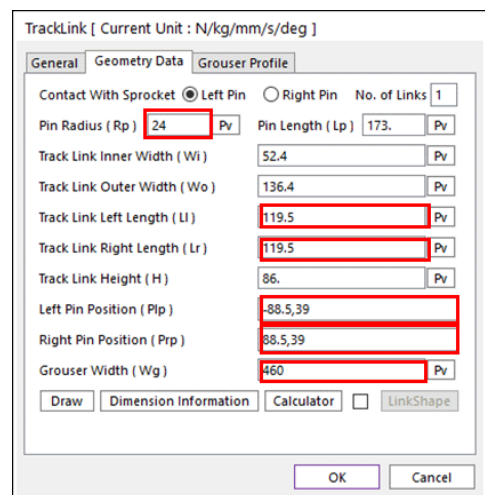 TrackLink [ Current Unit : N/kg/mm/s/deg ]
General Geometry Data Grouser Profile
Contact With Sprocket Left Pin Right Pin No. of Links 1
Pin Radius ( Rp ) 24 Pv Pin Length ( Lp ) 173. Pv
Track Link Inner Width ( Wi ) 52.4 Pv
Track Link Outer Width ( Wo ) 136.4 Pv
Track Link Left Length ( Ll ) 119.5 Pv
Track Link Right Length ( Lr ) 119.5 Pv
Track Link Height ( H ) 86. Pv
Left Pin Position ( Plp ) -88.5,39
Right Pin Position ( Prp ) 88.5,39
Grouser Width ( Wg ) 460 Pv
Draw Dimension Information Calculator LinkShape
OK Cancel